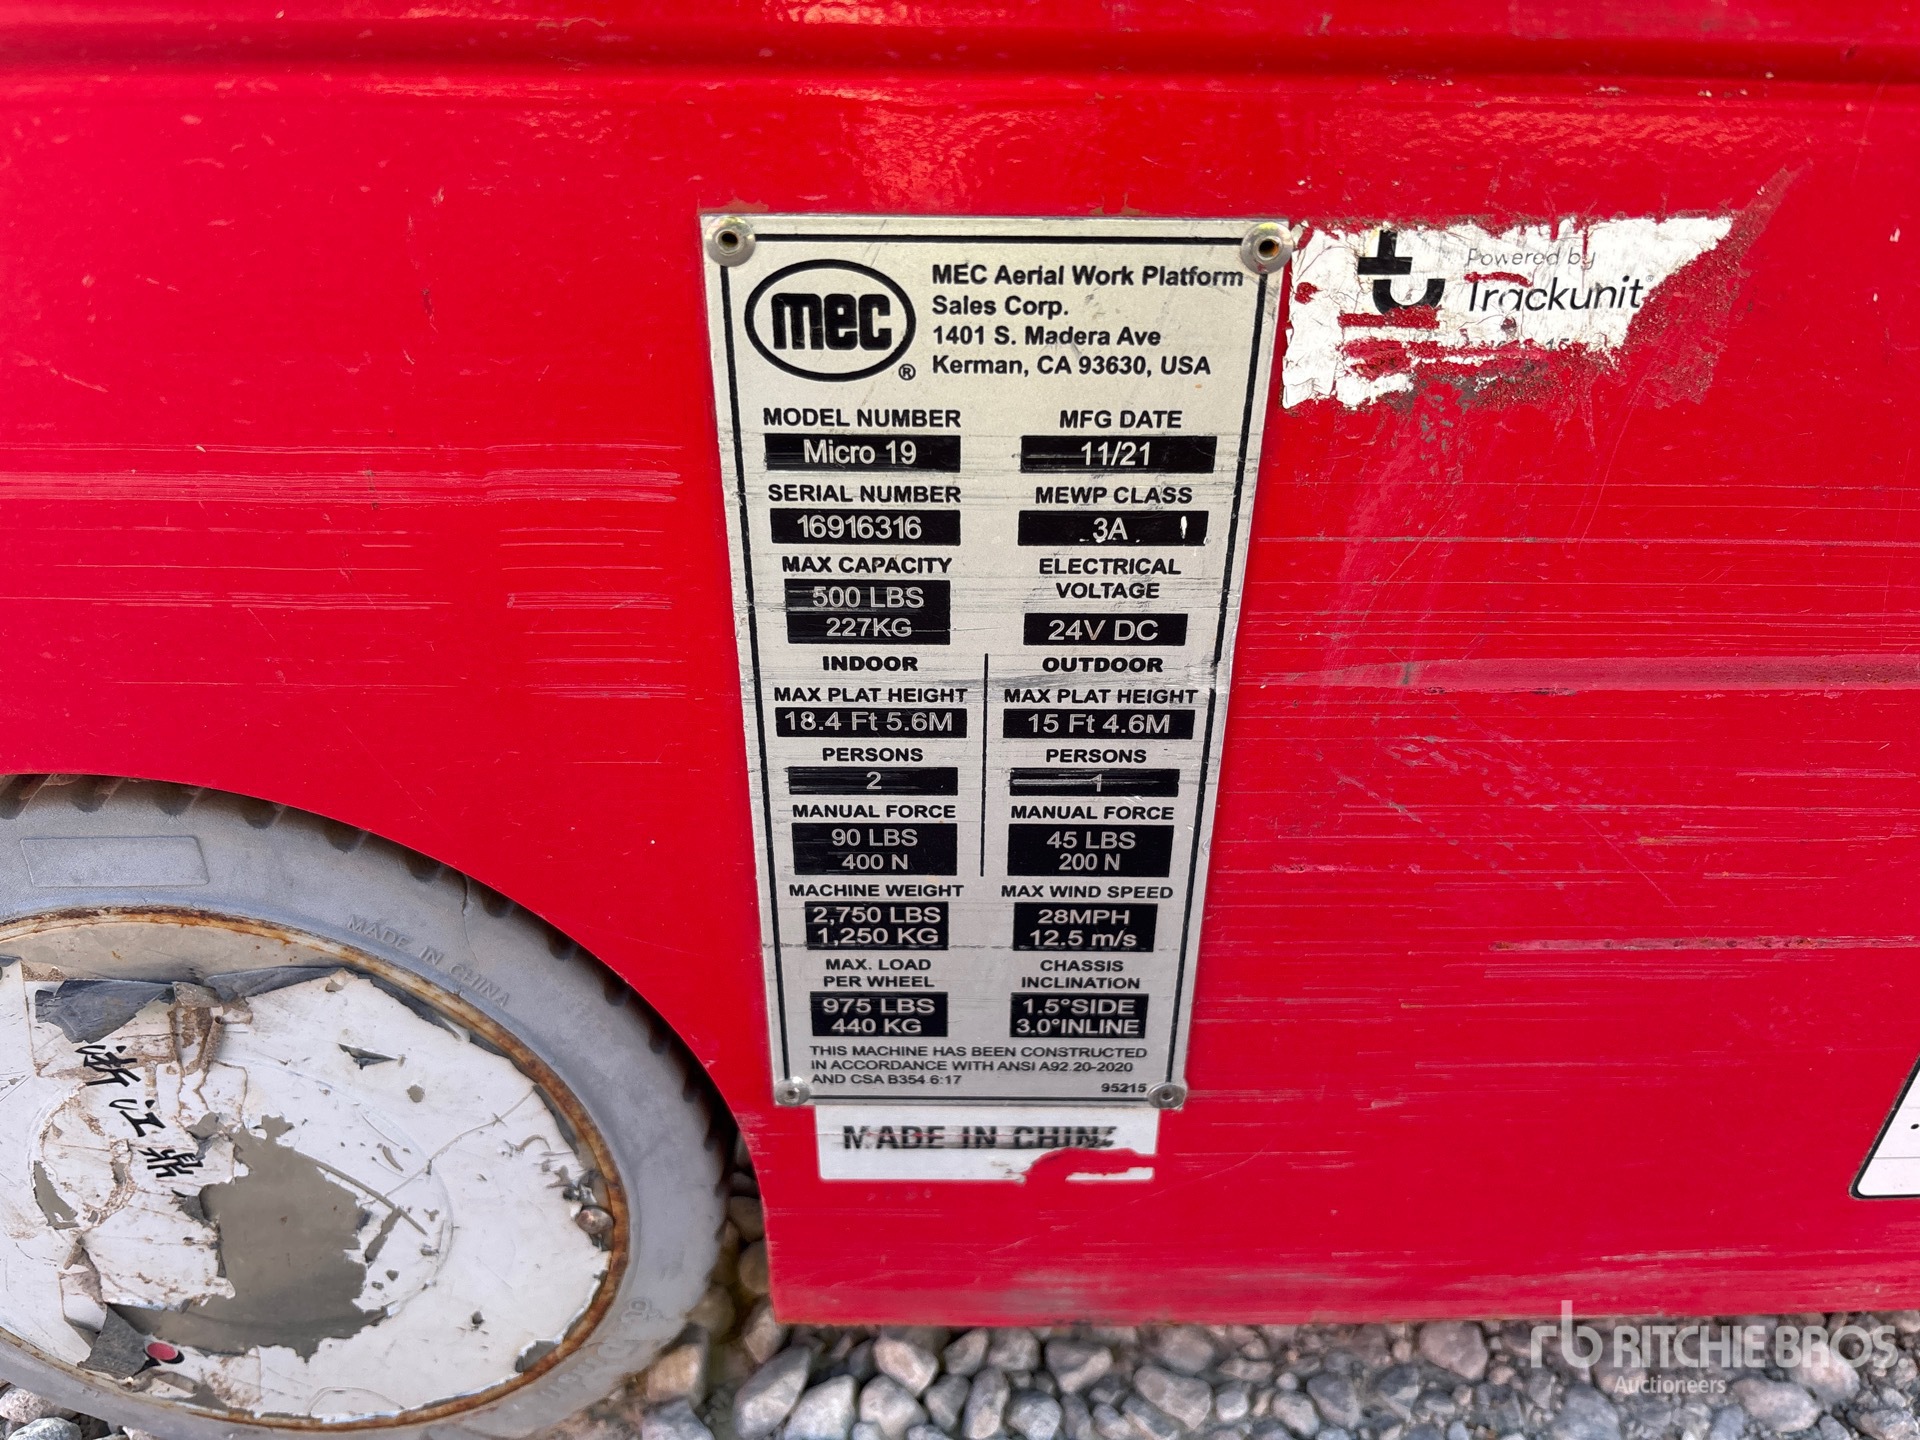 mec
®
MEC Aerial Work Platform
Sales Corp.
1401 S. Madera Ave
Kerman, CA 93630, USA
MODEL NUMBER
Micro 19
MFG DATE
11/21
SERIAL NUMBER
16916316
MEWP CLASS
3A
MAX CAPACITY
500 LBS
227KG
ELECTRICAL
VOLTAGE
24V DC
INDOOR
OUTDOOR
MAX PLAT HEIGHT
18.4 Ft 5.6M
MAX PLAT HEIGHT
15 Ft 4.6M
PERSONS
2
PERSONS
1
MANUAL FORCE
90 LBS
400 N
MANUAL FORCE
45 LBS
200 N
MACHINE WEIGHT
2,750 LBS
1,250 KG
MAX WIND SPEED
28MPH
12.5 m/s
MAX. LOAD
PER WHEEL
975 LBS
440 KG
CHASSIS
INCLINATION
1.5°SIDE
3.0°INLINE
THIS MACHINE HAS BEEN CONSTRUCTED
IN ACCORDANCE WITH ANSI A92.20-2020
AND CSA B354.6:17
95215
MADE IN CHINA
Powered by
Trackunit
MADE IN CHINA
rb RITCHIE BROS.
Auctioneers